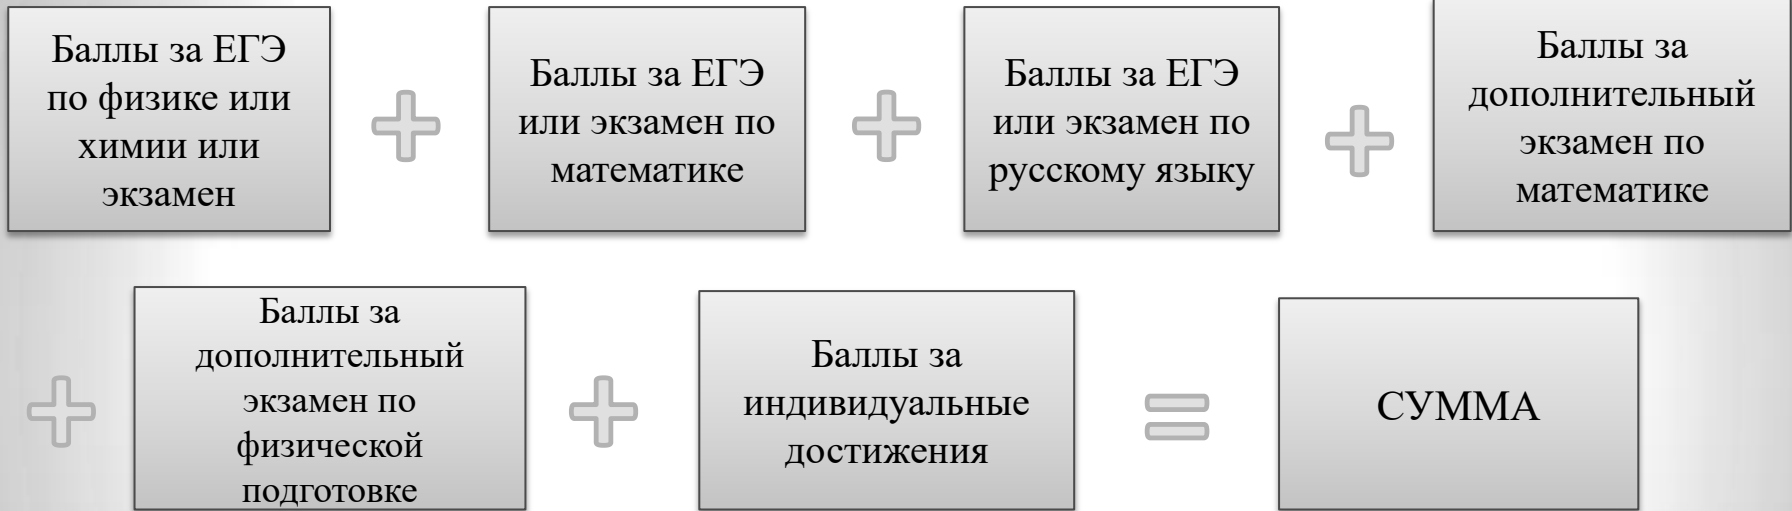 Баллы за ЕГЭ
по физике или
химии или
экзамен
Баллы за ЕГЭ
или экзамен по
математике
Баллы за ЕГЭ
или экзамен по
русскому языку
Баллы за
дополнительный
экзамен по
математике
Баллы за
дополнительный
экзамен по
физической
подготовке
Баллы за
индивидуальные
достижения
СУММА